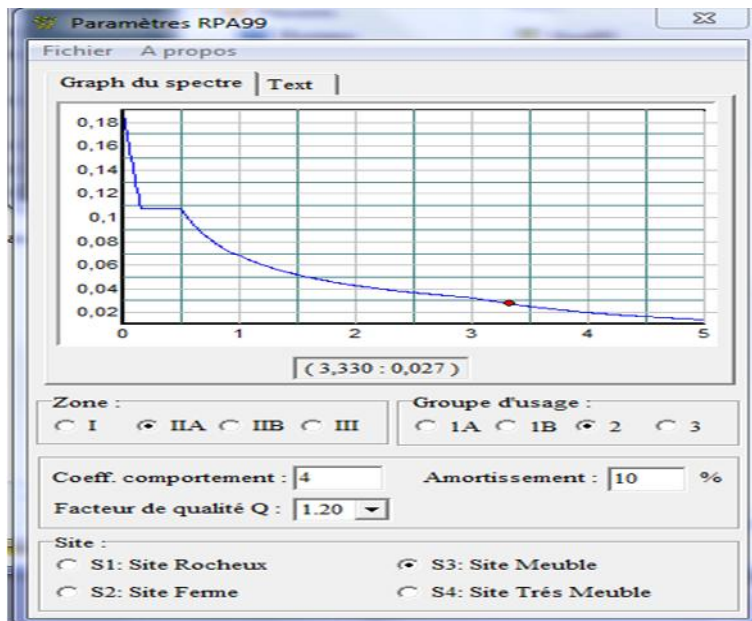 Paramètres RPA99
Fichier A propos
Graph du spectre Text
0,18
0,16
0,14
0,12
0,1
0,08
0,06
0,04
0,02
0 1 2 3 4 5
( 3,330 : 0,027 )
Zone :
I IIA IIB III
Groupe d'usage :
1A 1B 2 3
Coeff. comportement : 4 Amortissement : 10 %
Facteur de qualité Q : 1.20
Site :
S1: Site Rocheux S3: Site Meuble
S2: Site Ferme S4: Site Trés Meuble